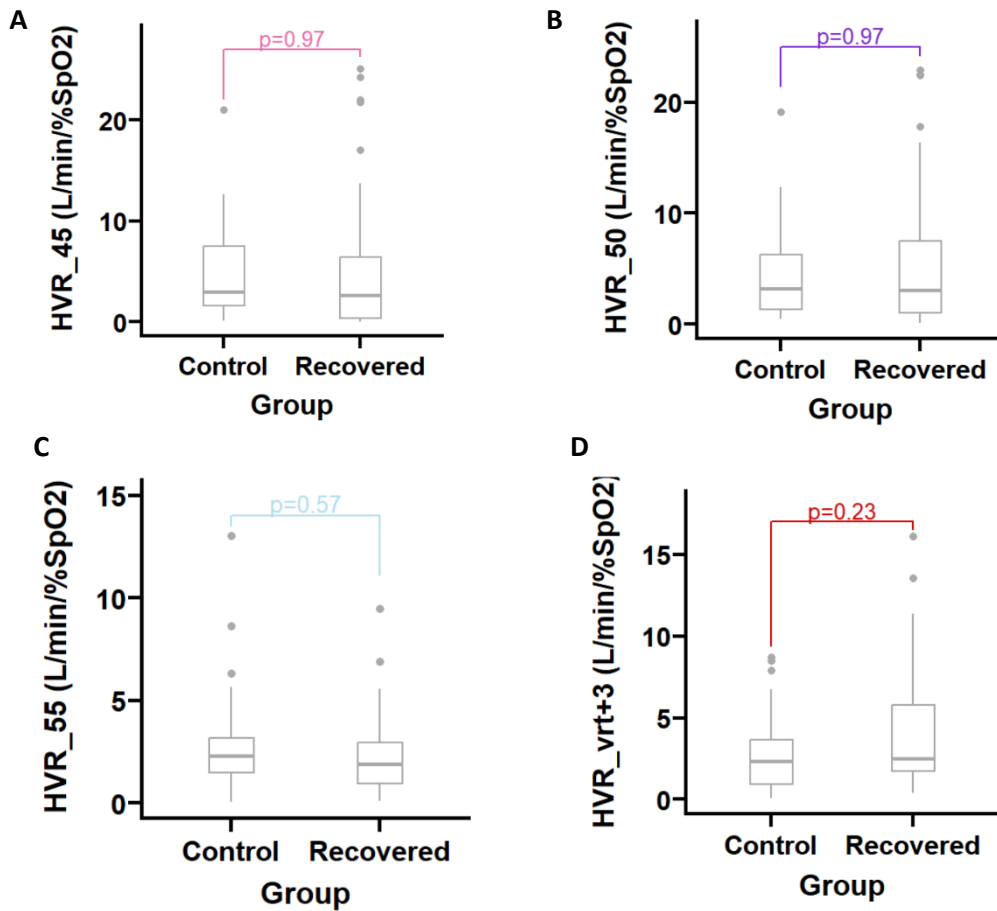 A
HVR_45 (L/min/%SpO2)
p=0.97
20
10
0
Control Recovered
Group
B
HVR_50 (L/min/%SpO2)
p=0.97
20
10
0
Control Recovered
Group
C
HVR_55 (L/min/%SpO2)
p=0.57
15
10
5
0
Control Recovered
Group
D
HVR_vrt+3 (L/min/%SpO2)
p=0.23
15
10
5
0
Control Recovered
Group